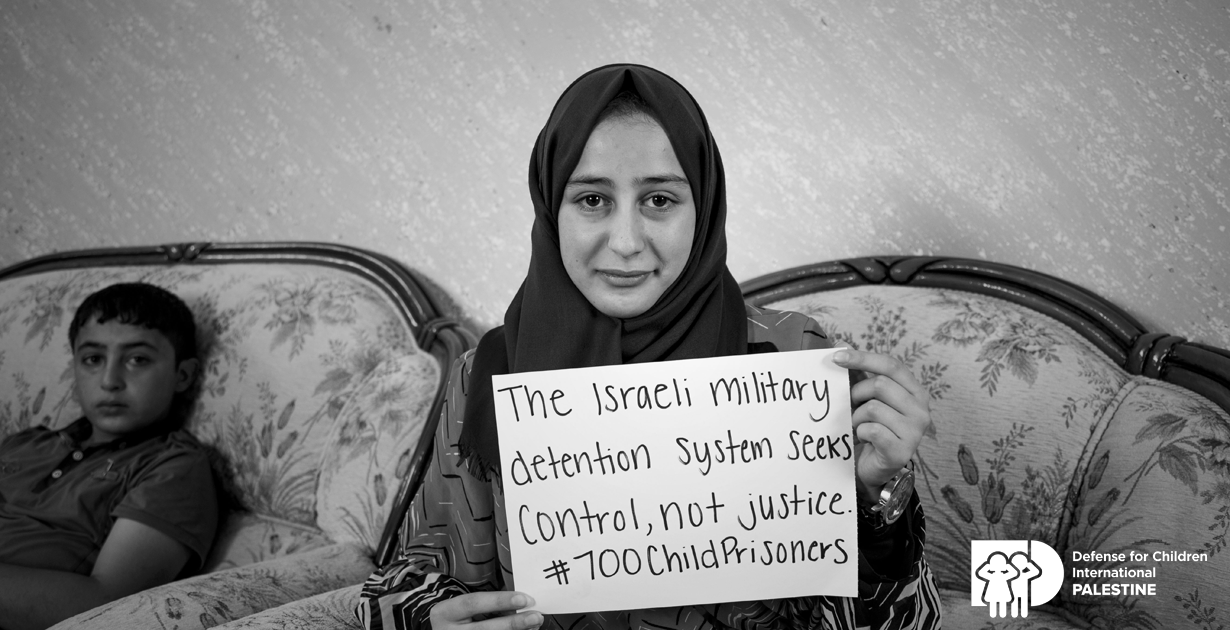 The Israeli military
detention system seeks
control, not justice.
#700ChildPrisoners
Defense for Children
International
PALESTINE